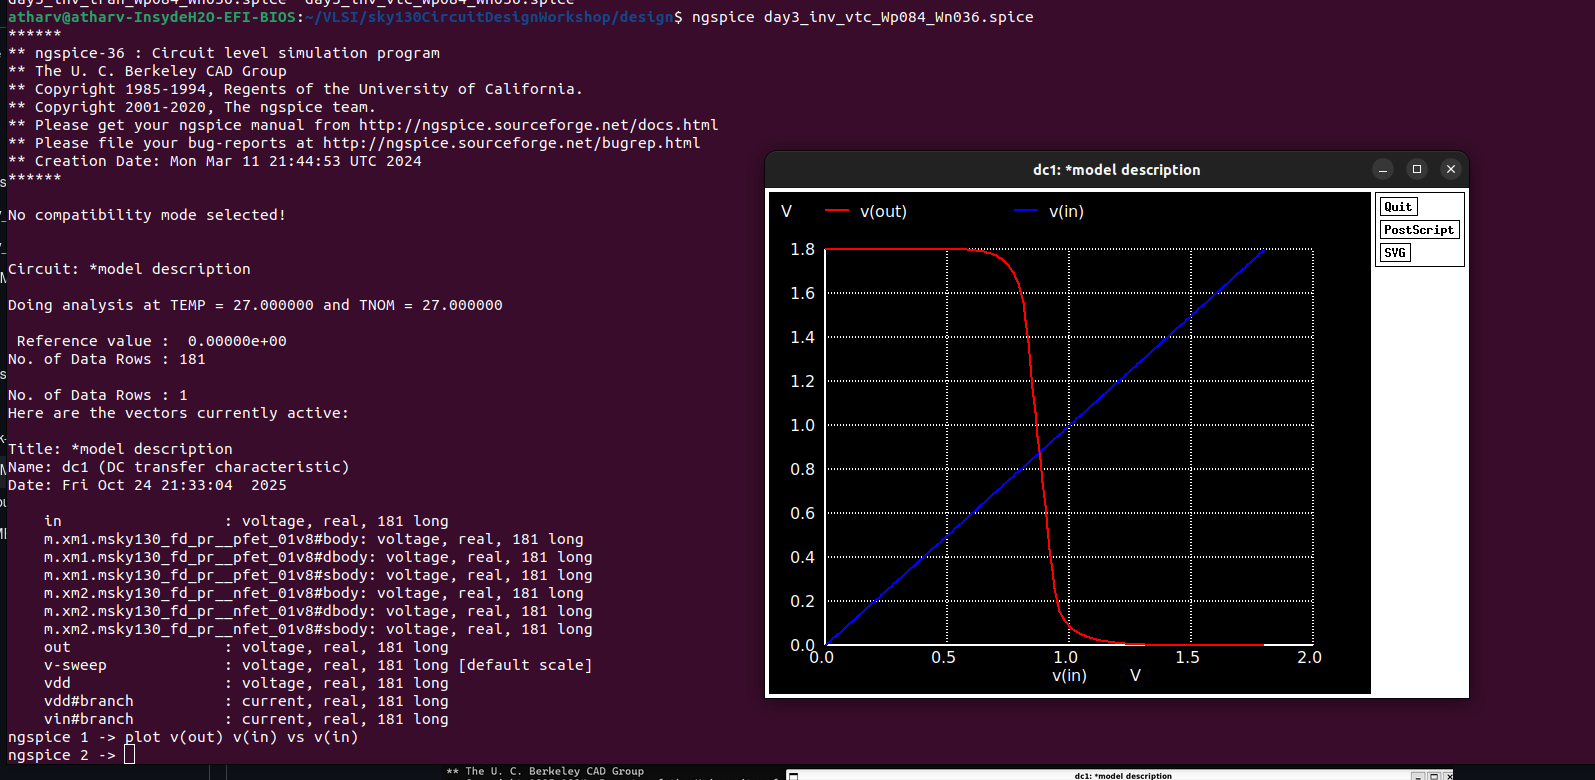 atharv@atharv-InsydeH2O-EFI-BIOS:~/VLSI/sky130CircuitDesignWorkshop/design$ ngspice day3_inv_vtc_Wp084_Wn036.spice
******
** ngspice-36 : Circuit level simulation program
** The U. C. Berkeley CAD Group
** Copyright 1985-1994, Regents of the University of California.
** Copyright 2001-2020, The ngspice team.
** Please get your ngspice manual from http://ngspice.sourceforge.net/docs.html
** Please file your bug-reports at http://ngspice.sourceforge.net/bugrep.html
** Creation Date: Mon Mar 11 21:44:53 UTC 2024
******
No compatibility mode selected!
Circuit: *model description
Doing analysis at TEMP = 27.000000 and TNOM = 27.000000
Reference value :  0.00000e+00
No. of Data Rows : 181
No. of Data Rows : 1
Here are the vectors currently active:
Title: *model description
Name: dc1 (DC transfer characteristic)
Date: Fri Oct 24 21:33:04  2025
in : voltage, real, 181 long
m.xm1.msky130_fd_pr__pfet_01v8#body: voltage, real, 181 long
m.xm1.msky130_fd_pr__pfet_01v8#dbody: voltage, real, 181 long
m.xm1.msky130_fd_pr__pfet_01v8#sbody: voltage, real, 181 long
m.xm2.msky130_fd_pr__nfet_01v8#body: voltage, real, 181 long
m.xm2.msky130_fd_pr__nfet_01v8#dbody: voltage, real, 181 long
m.xm2.msky130_fd_pr__nfet_01v8#sbody: voltage, real, 181 long
out : voltage, real, 181 long
v-sweep : voltage, real, 181 long [default scale]
vdd : voltage, real, 181 long
vdd#branch : current, real, 181 long
vin#branch : current, real, 181 long
ngspice 1 -> plot v(out) v(in) vs v(in)
ngspice 2 ->
dc1: *model description
V v(out) v(in)
Quit
PostScript
SVG
1.8
1.6
1.4
1.2
1.0
0.8
0.6
0.4
0.2
0.0
0.0 0.5 1.0 1.5 2.0
v(in) V
** The U. C. Berkeley CAD Group
dc1: *model description